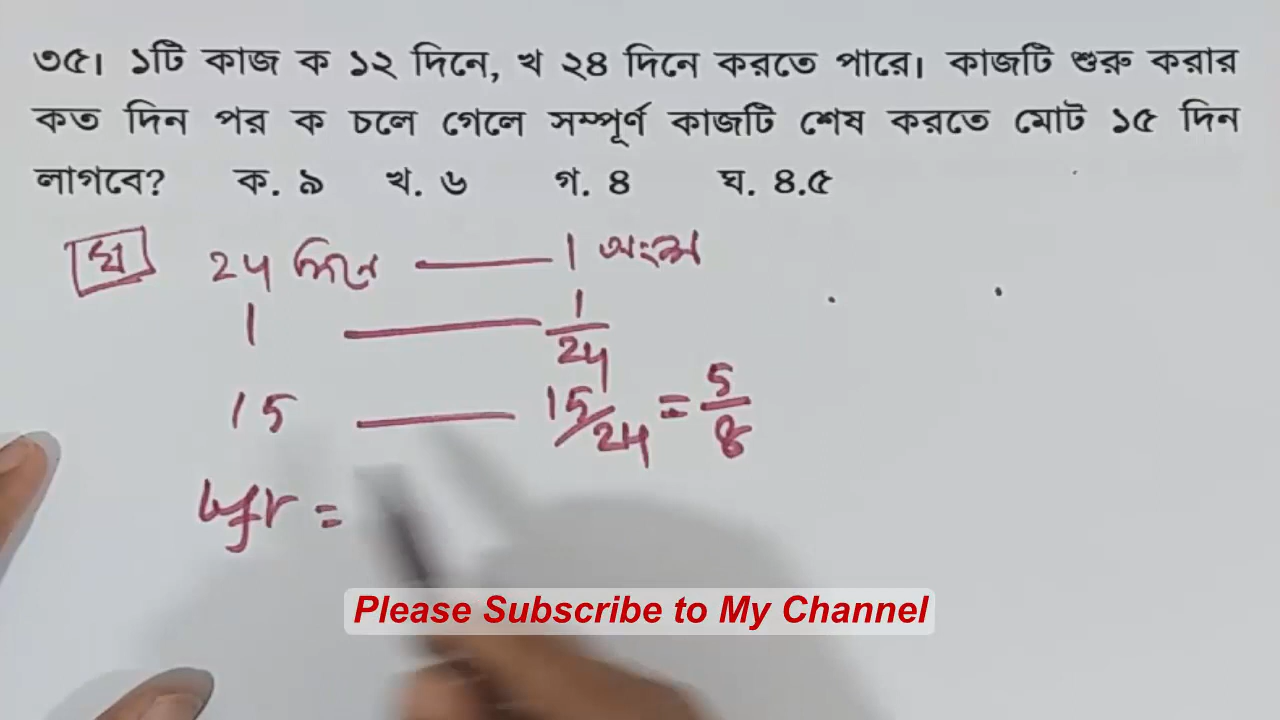 ৩৫। ১টি কাজ ক ১২ দিনে, খ ২৪ দিনে করতে পারে। কাজটি শুরু করার
কত দিন পর ক চলে গেলে সম্পূর্ণ কাজটি শেষ করতে মোট ১৫ দিন
লাগবে? ক. ৯ খ. ৬ গ. ৪ ঘ. ৪.৫
ঘ 24 দিনে — 1 অংশ
1 — 1/24
15 — 15/24 = 5/8
=
Please Subscribe to My Channel